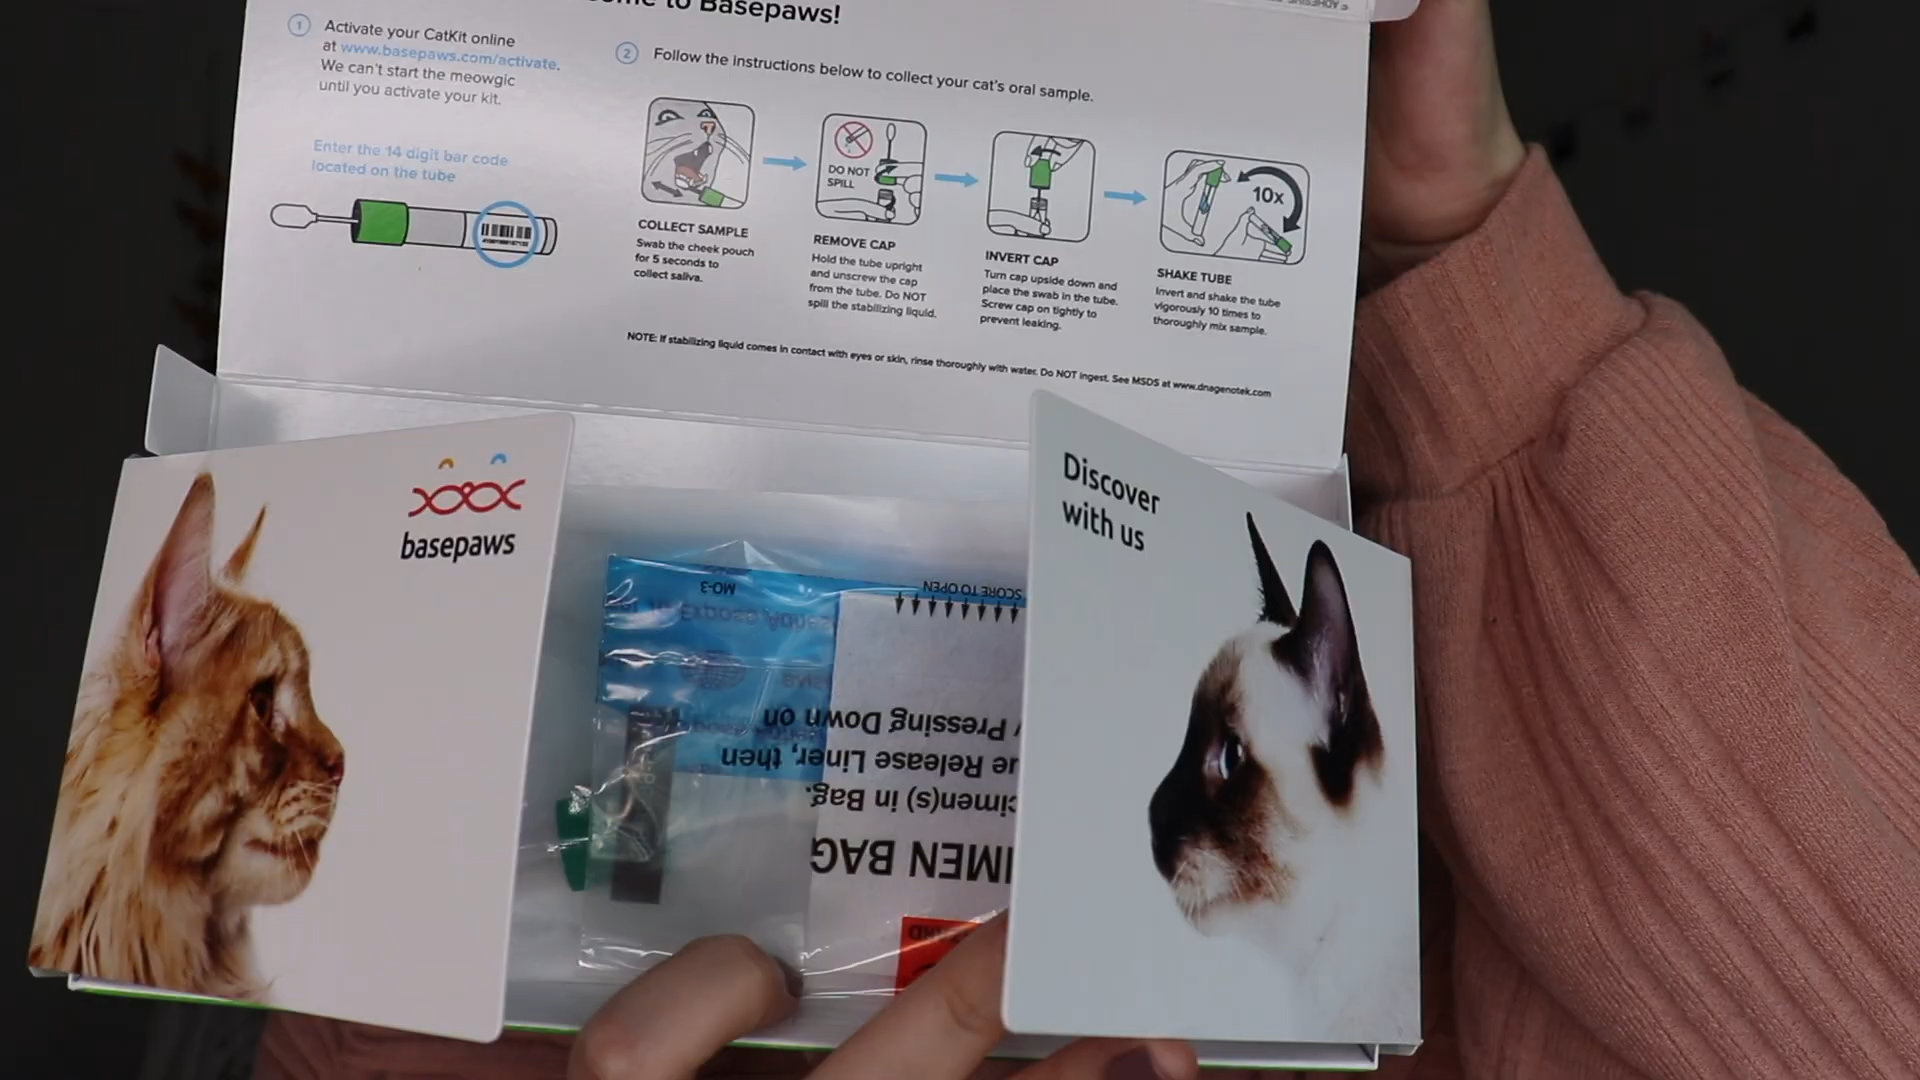 to Basepaws!
1 Activate your CatKit online
at www.basepaws.com/activate.
We can't start the meowgic
until you activate your kit.
Enter the 14 digit bar code
located on the tube
2 Follow the instructions below to collect your cat's oral sample.
DO NOT
SPILL
10x
COLLECT SAMPLE
Swab the cheek pouch
for 5 seconds to
collect saliva.
REMOVE CAP
Hold the tube upright
and unscrew the cap
from the tube. Do NOT
spill the stabilizing liquid.
INVERT CAP
Turn cap upside down and
place the swab in the tube.
Screw cap on tightly to
prevent leaking.
SHAKE TUBE
Invert and shake the tube
vigorously 10 times to
thoroughly mix sample.
NOTE: If stabilizing liquid comes in contact with eyes or skin, rinse thoroughly with water. Do NOT ingest. See MSDS at www.dnagenotek.com
basepaws
Discover
with us
MO-3
SCORE TO OPEN
IMEN BAG
cimen(s) in Bag.
ue Release Liner, then
Pressing Down on